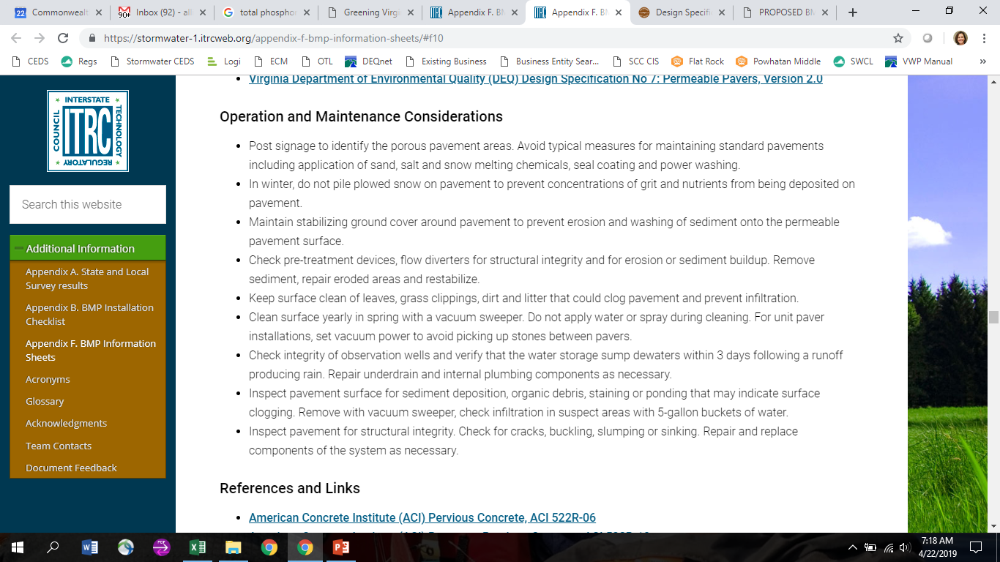 22 Commonwealt
90+ Inbox (92) - all
total phosphor
Greening Virgi
Appendix F. BM
Appendix F. BM
Design Specifi
PROPOSED BM
https://stormwater-1.itrcweb.org/appendix-f-bmp-information-sheets/#f10
CEDS
Regs
Stormwater CEDS
Logi
ECM
OTL
DEQnet
Existing Business
Business Entity Sear...
SCC CIS
Flat Rock
Powhatan Middle
SWCL
VWP Manual
»
INTERSTATE
COUNCIL
ITRC
TECHNOLOGY
REGULATORY
Search this website
Additional Information
Appendix A. State and Local
Survey results
Appendix B. BMP Installation
Checklist
Appendix F. BMP Information
Sheets
Acronyms
Glossary
Acknowledgments
Team Contacts
Document Feedback
Virginia Department of Environmental Quality (DEQ) Design Specification No 7: Permeable Pavers, Version 2.0
Operation and Maintenance Considerations
• Post signage to identify the porous pavement areas. Avoid typical measures for maintaining standard pavements
including application of sand, salt and snow melting chemicals, seal coating and power washing.
• In winter, do not pile plowed snow on pavement to prevent concentrations of grit and nutrients from being deposited on
pavement.
• Maintain stabilizing ground cover around pavement to prevent erosion and washing of sediment onto the permeable
pavement surface.
• Check pre-treatment devices, flow diverters for structural integrity and for erosion or sediment buildup. Remove
sediment, repair eroded areas and restabilize.
• Keep surface clean of leaves, grass clippings, dirt and litter that could clog pavement and prevent infiltration.
• Clean surface yearly in spring with a vacuum sweeper. Do not apply water or spray during cleaning. For unit paver
installations, set vacuum power to avoid picking up stones between pavers.
• Check integrity of observation wells and verify that the water storage sump dewaters within 3 days following a runoff
producing rain. Repair underdrain and internal plumbing components as necessary.
• Inspect pavement surface for sediment deposition, organic debris, staining or ponding that may indicate surface
clogging. Remove with vacuum sweeper, check infiltration in suspect areas with 5-gallon buckets of water.
• Inspect pavement for structural integrity. Check for cracks, buckling, slumping or sinking. Repair and replace
components of the system as necessary.
References and Links
• American Concrete Institute (ACI) Pervious Concrete, ACI 522R-06
7:18 AM
4/22/2019